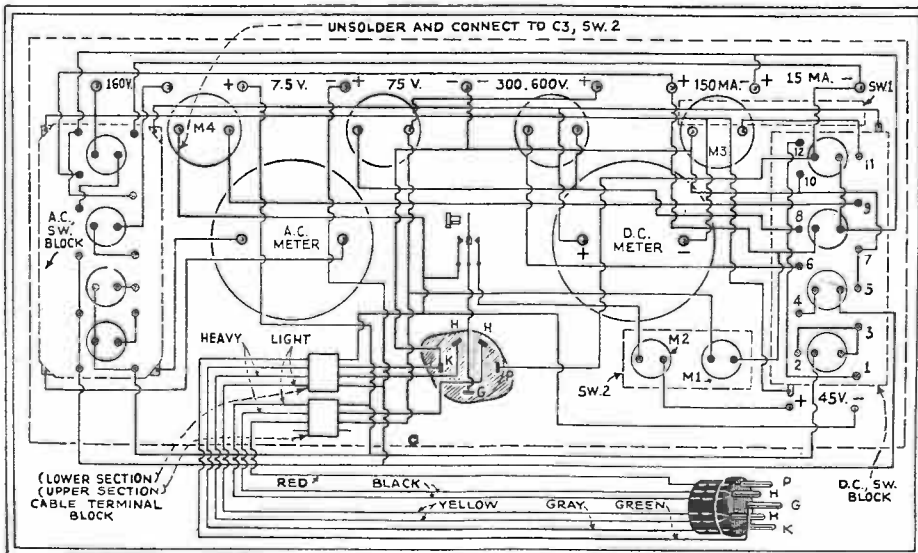 UNSOLDER AND CONNECT TO C3, SW. 2
160V. + 7.5 V. - + 75 V. - - 300.600V. + + 150 MA. - + 15 MA. -
SW.1
M4
M3
12
11
10
9
8
7
6
5
4
3
2
1
A.C.,
SW.
BLOCK
A.C.
METER
D.C.
METER
+ -
H H
K
P
G
M2
M1
SW.2
+ 45V. -
HEAVY LIGHT
(LOWER SECTION)
(UPPER SECTION)
CABLE TERMINAL
BLOCK
RED BLACK
YELLOW GRAY GREEN
P
H
G
H
K
D.C., SW.
BLOCK